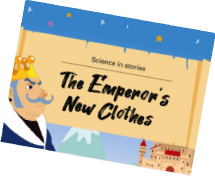 Science in stories
The Emperor's
New Clothes